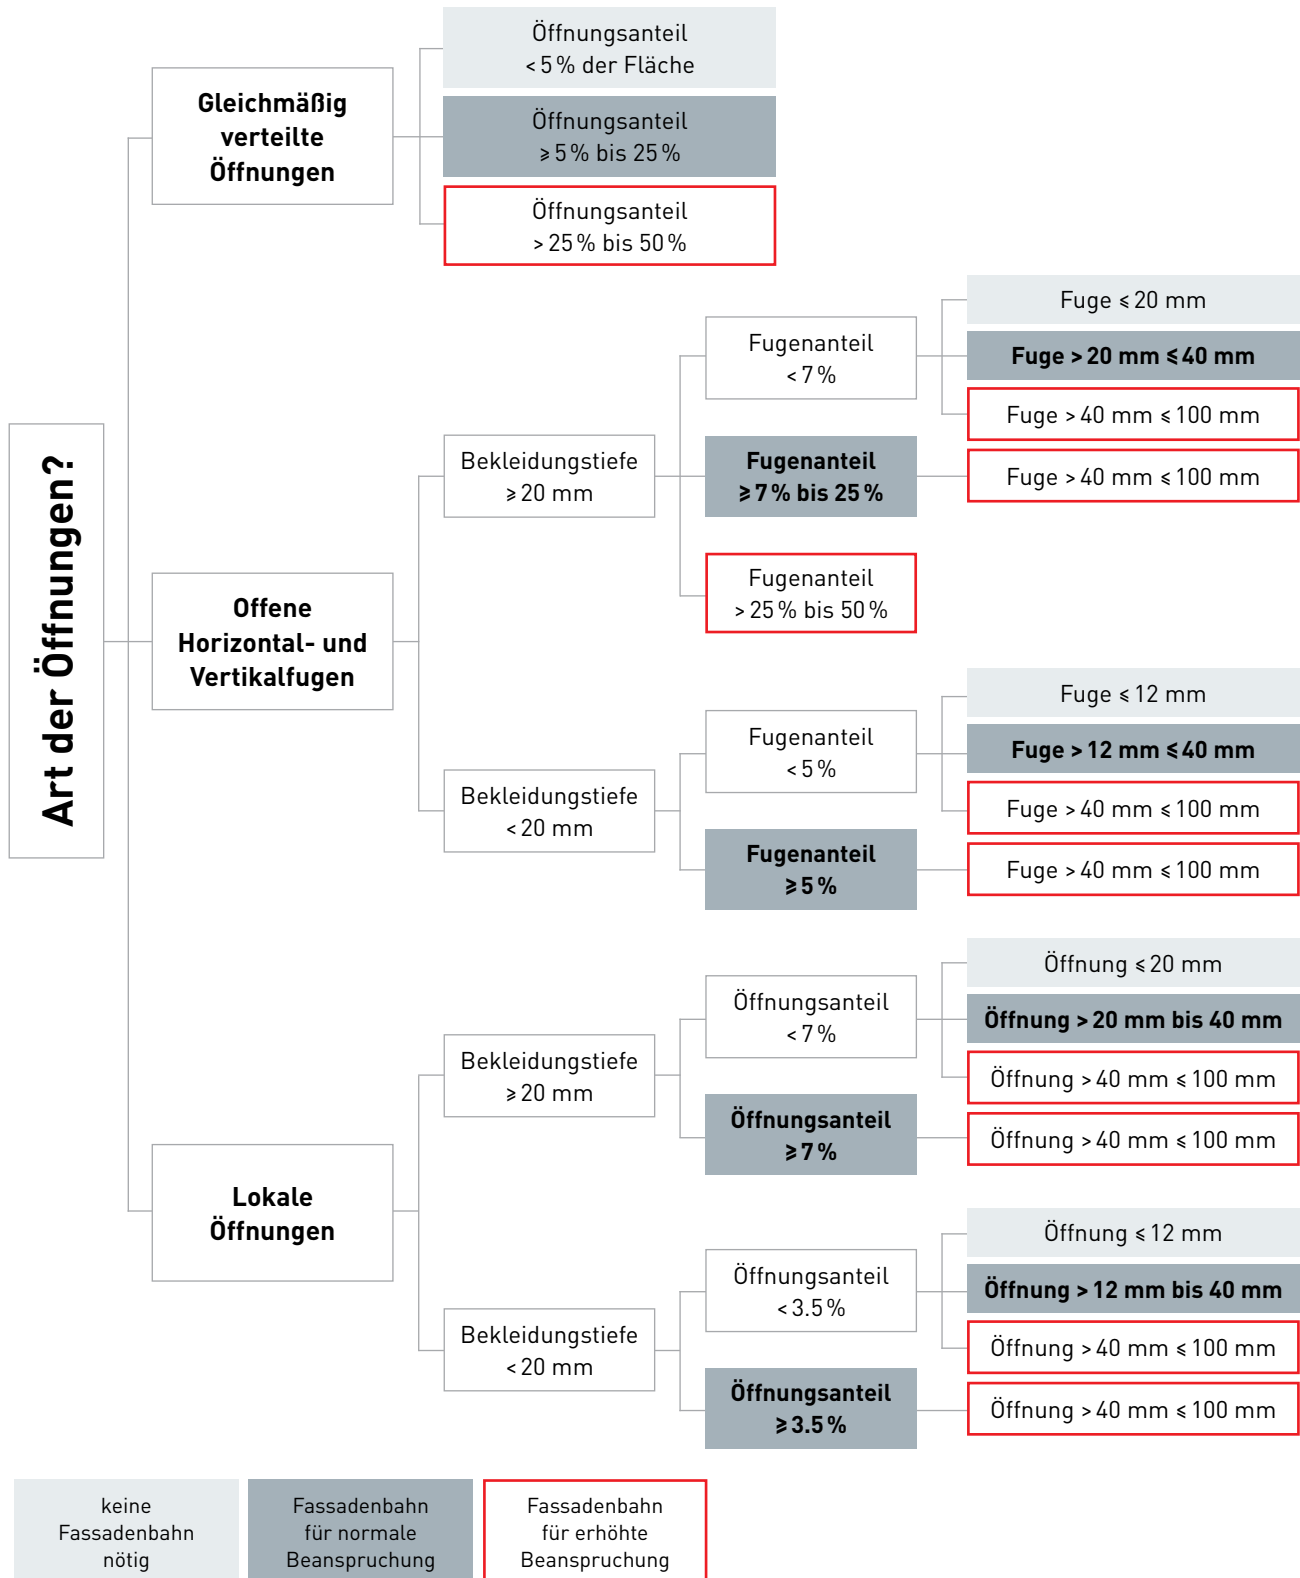 Art der Öffnungen?
Gleichmäßig
verteilte
Öffnungen
Öffnungsanteil
< 5 % der Fläche
Öffnungsanteil
⩾ 5 % bis 25 %
Öffnungsanteil
> 25 % bis 50 %
Offene
Horizontal- und
Vertikalfugen
Bekleidungstiefe
⩾ 20 mm
Fugenanteil
< 7 %
Fuge ⩽ 20 mm
Fuge > 20 mm ⩽ 40 mm
Fuge > 40 mm ⩽ 100 mm
Fugenanteil
⩾ 7 % bis 25 %
Fuge > 40 mm ⩽ 100 mm
Fugenanteil
> 25 % bis 50 %
Bekleidungstiefe
< 20 mm
Fugenanteil
< 5 %
Fuge ⩽ 12 mm
Fuge > 12 mm ⩽ 40 mm
Fuge > 40 mm ⩽ 100 mm
Fugenanteil
⩾ 5 %
Fuge > 40 mm ⩽ 100 mm
Lokale
Öffnungen
Bekleidungstiefe
⩾ 20 mm
Öffnungsanteil
< 7 %
Öffnung ⩽ 20 mm
Öffnung > 20 mm bis 40 mm
Öffnung > 40 mm ⩽ 100 mm
Öffnungsanteil
⩾ 7 %
Öffnung > 40 mm ⩽ 100 mm
Bekleidungstiefe
< 20 mm
Öffnungsanteil
< 3.5 %
Öffnung ⩽ 12 mm
Öffnung > 12 mm bis 40 mm
Öffnung > 40 mm ⩽ 100 mm
Öffnungsanteil
⩾ 3.5 %
Öffnung > 40 mm ⩽ 100 mm
keine
Fassadenbahn
nötig
Fassadenbahn
für normale
Beanspruchung
Fassadenbahn
für erhöhte
Beanspruchung